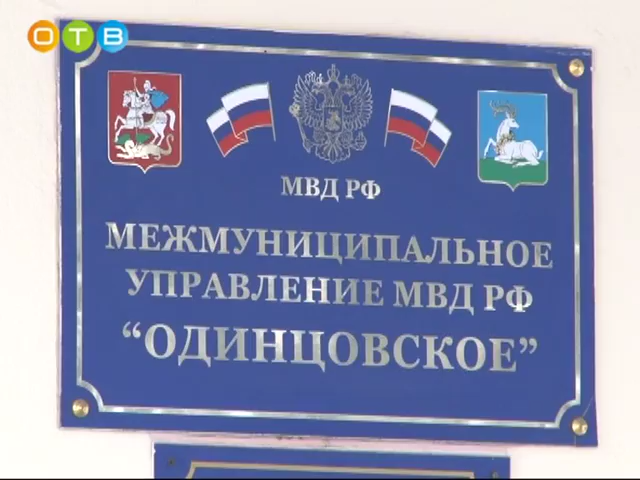 ОТВ
МВД РФ
МЕЖМУНИЦИПАЛЬНОЕ
УПРАВЛЕНИЕ МВД РФ
“ОДИНЦОВСКОЕ”